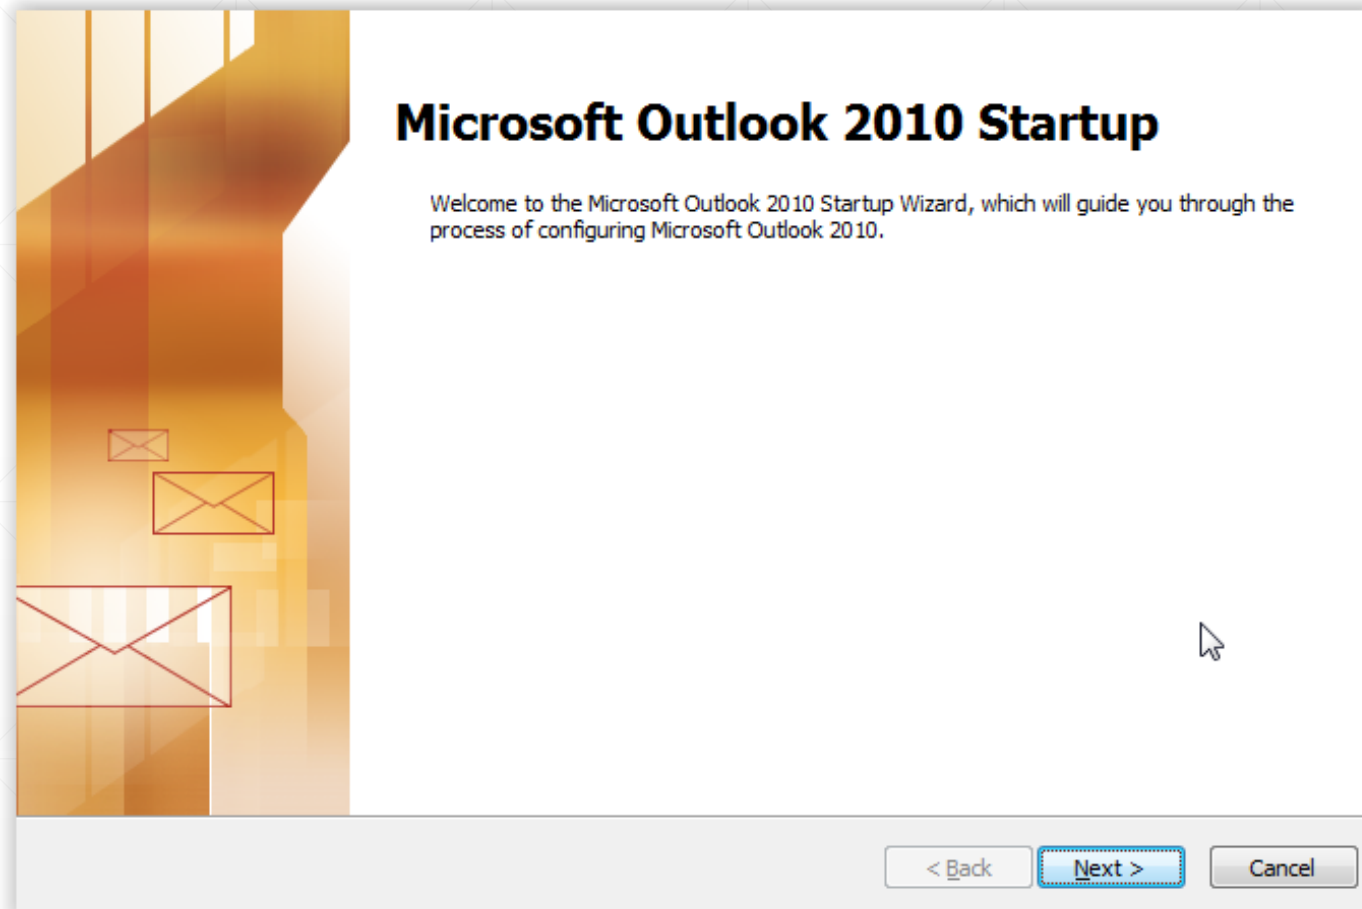 Microsoft Outlook 2010 Startup
Welcome to the Microsoft Outlook 2010 Startup Wizard, which will guide you through the
process of configuring Microsoft Outlook 2010.
< Back
Next >
Cancel